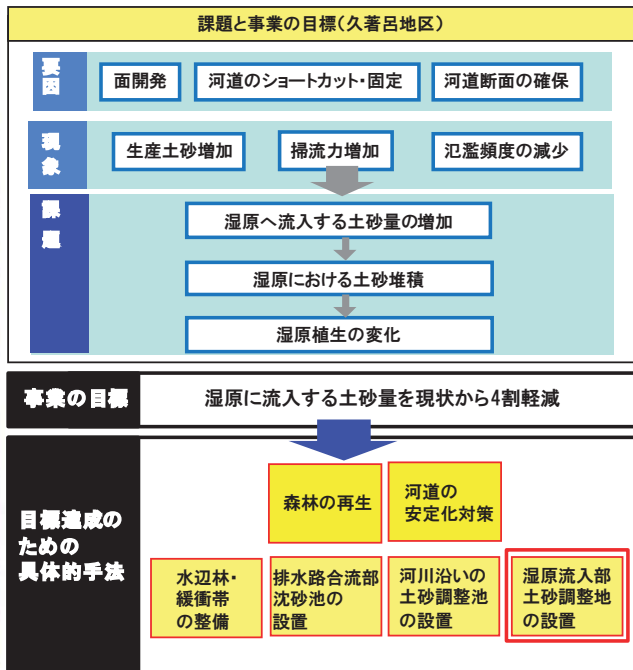 課題と事業の目標(久著呂地区)
要因
面開発
河道のショートカット・固定
河道断面の確保
現象
生産土砂増加
掃流力増加
氾濫頻度の減少
課題
湿原へ流入する土砂量の増加
湿原における土砂堆積
湿原植生の変化
事業の目標
湿原に流入する土砂量を現状から4割軽減
目標達成の
ための
具体的手法
森林の再生
河道の
安定化対策
水辺林・
緩衝帯
の整備
排水路合流部
沈砂池の
設置
河川沿いの
土砂調整池
の設置
湿原流入部
土砂調整地
の設置